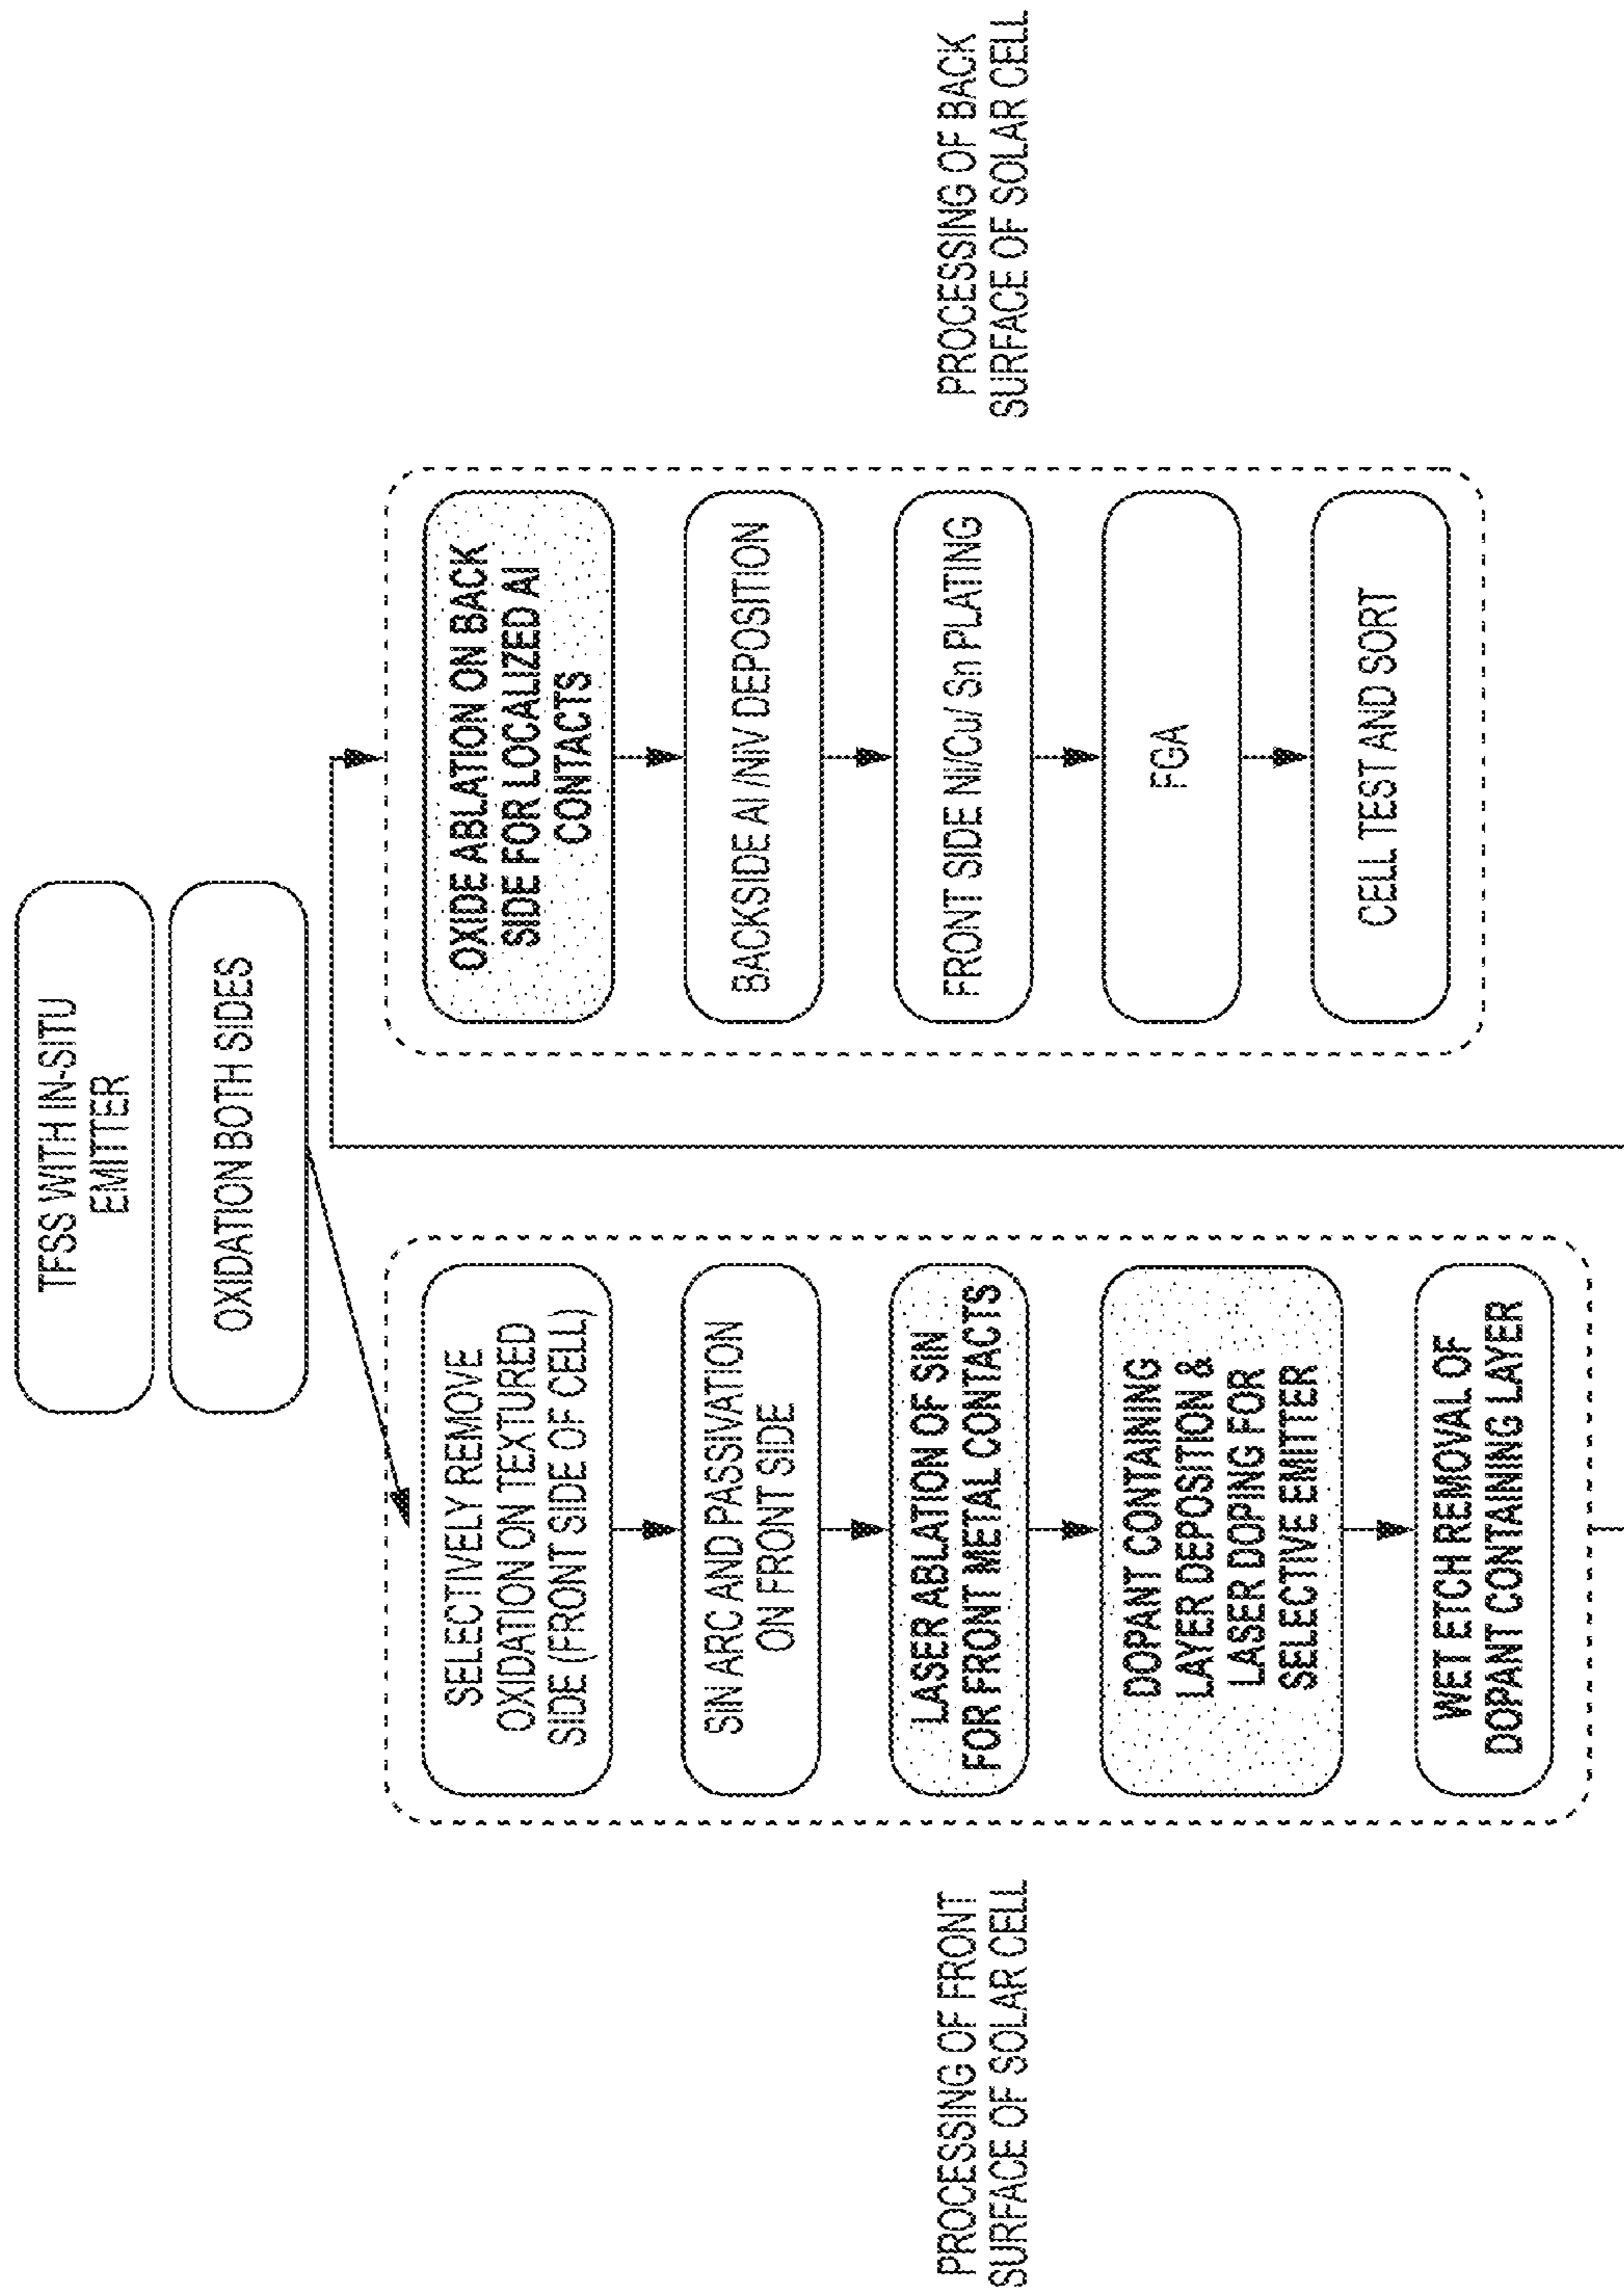 TFSS WITH IN-SITU
EMITTER
OXIDATION BOTH SIDES
PROCESSING OF FRONT
SURFACE OF SOLAR CELL
SELECTIVELY REMOVE
OXIDATION ON TEXTURED
SIDE (FRONT SIDE OF CELL)
SiN ARC AND PASSIVATION
ON FRONT SIDE
LASER ABLATION OF SiN
FOR FRONT METAL CONTACTS
DOPANT CONTAINING
LAYER DEPOSITION &
LASER DOPING FOR
SELECTIVE EMITTER
WET ETCH REMOVAL OF
DOPANT CONTAINING LAYER
OXIDE ABLATION ON BACK
SIDE FOR LOCALIZED Al
CONTACTS
BACKSIDE Al /NiV DEPOSITION
FRONT SIDE Ni/Cu/ Sn PLATING
FGA
CELL TEST AND SORT
PROCESSING OF BACK
SURFACE OF SOLAR CELL